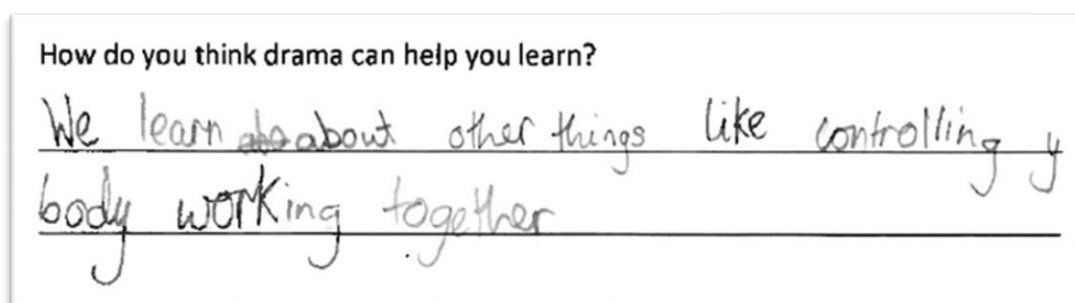 How do you think drama can help you learn?
We learn about other things like controlling y
body working together